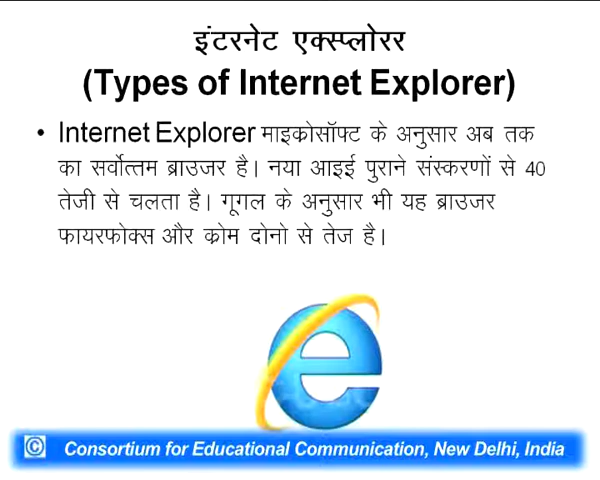 इंटरनेट एक्स्प्लोरर
(Types of Internet Explorer)
• Internet Explorer माइक्रोसॉफ्ट के अनुसार अब तक
का सर्वोत्तम ब्राउजर है। नया आइई पुराने संस्करणों से 40
तेजी से चलता है। गूगल के अनुसार भी यह ब्राउजर
फायरफोक्स और क्रोम दोनो से तेज है।
© Consortium for Educational Communication, New Delhi, India